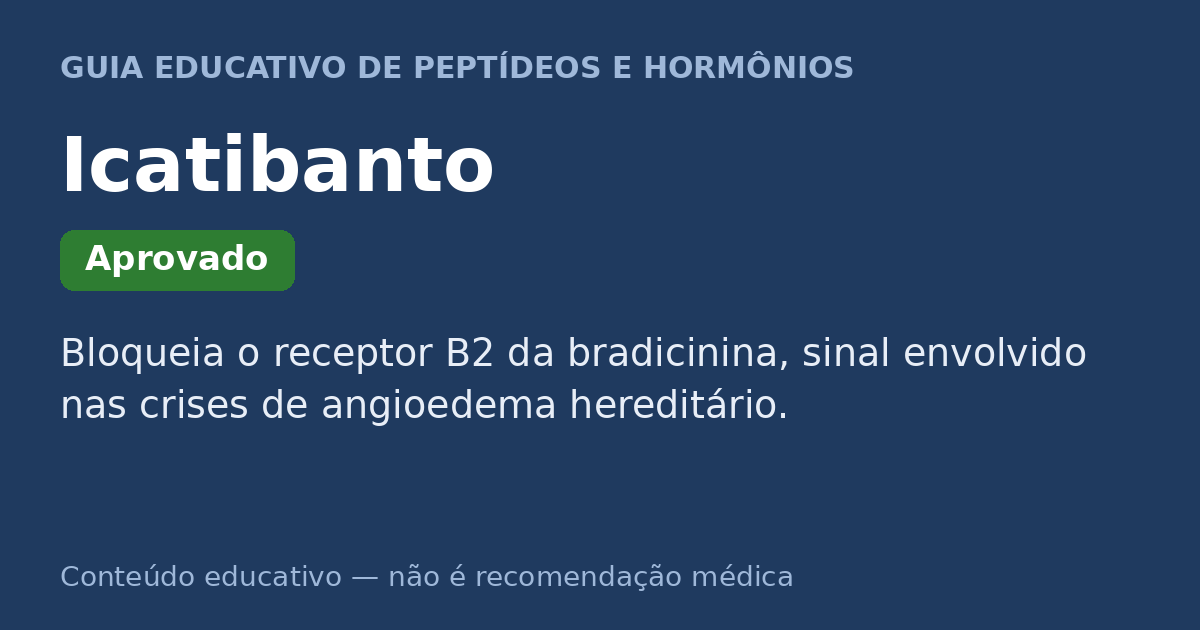 GUIA EDUCATIVO DE PEPTÍDEOS E HORMÔNIOS
Icatibanto
Aprovado
Bloqueia o receptor B2 da bradicinina, sinal envolvido
nas crises de angioedema hereditário.
Conteúdo educativo — não é recomendação médica